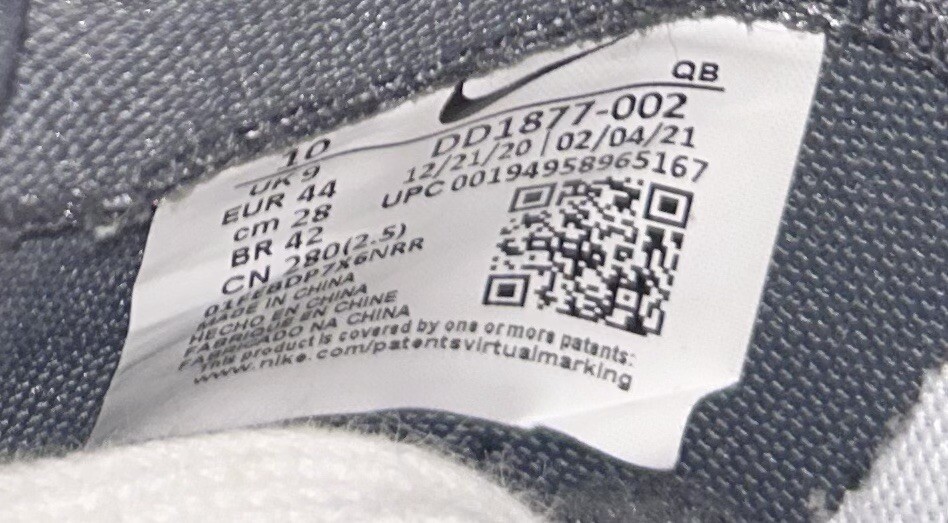 QB
10
DD1877-002
UK 9
12/21/20 | 02/04/21
EUR 44
UPC 00194958965167
cm 28
BR 42
CN 280(2.5)
01FEBDP7X6NRR
MADE IN CHINA
HECHO EN CHINA
FABRIQUE EN CHINE
FABRICADO NA CHINA
This product is covered by one or more patents:
www.nike.com/patentsvirtualmarking